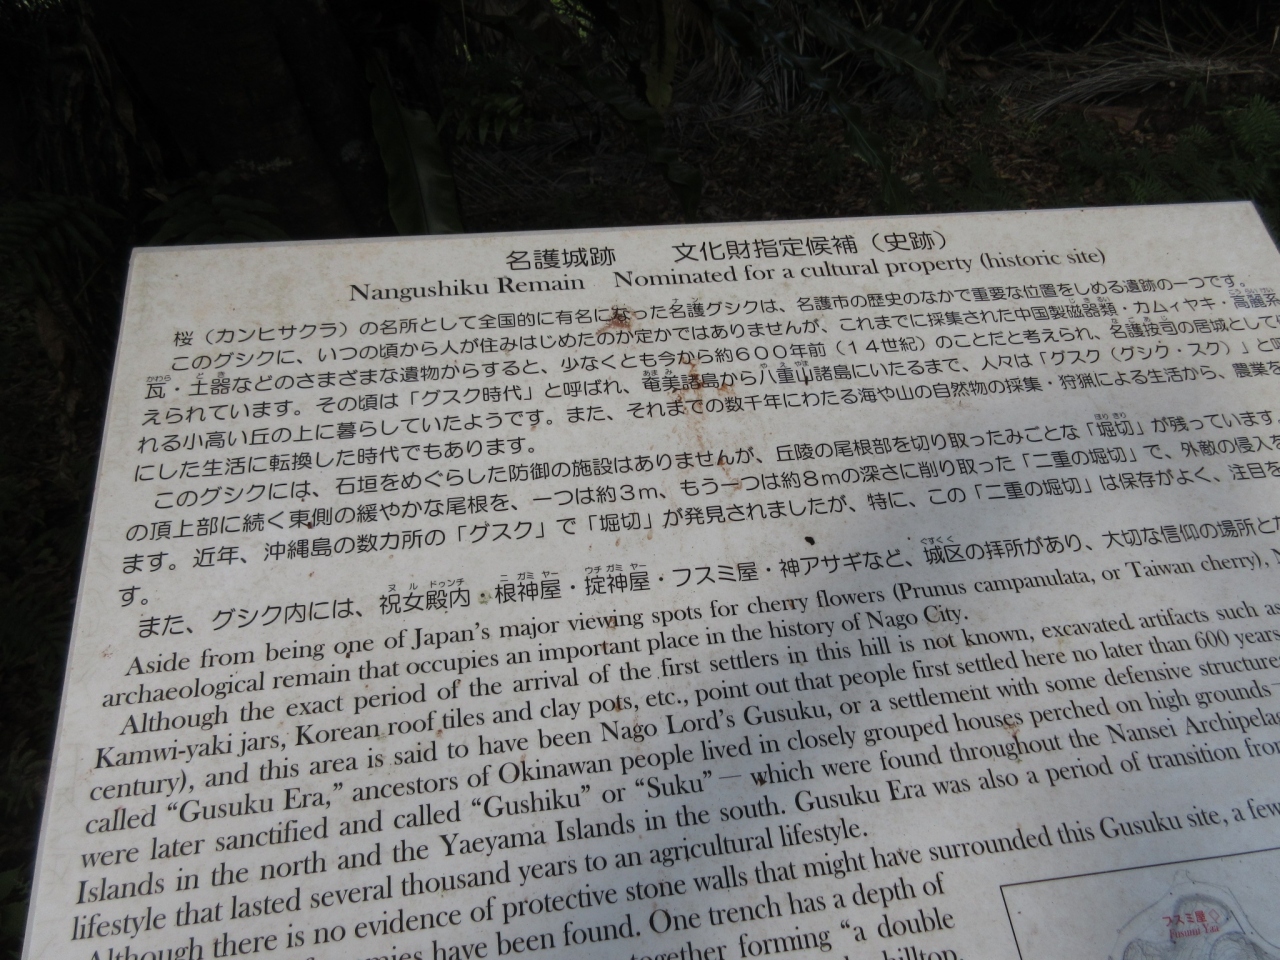 名護城跡 文化財指定候補（史跡）
Nangushiku Remain Nominated for a cultural property (historic site)
桜（カンヒサクラ）の名所として全国的に有名になった名護グシクは、名護市の歴史のなかで重要な位置をしめる遺跡の一つです。
このグシクに、いつの頃から人が住みはじめたのか定かではありませんが、これまでに採集された中国製磁器類・カムィヤキ・高麗系
瓦・土器などのさまざまな遺物からすると、少なくとも今から約６００年前（１４世紀）のことだと考えられ、名護按司の居城として
えられています。その頃は「グスク時代」と呼ばれ、奄美諸島から八重山諸島にいたるまで、人々は「グスク（グシク・スク）」と
れる小高い丘の上に暮らしていたようです。また、それまでの数千年にわたる海や山の自然物の採集・狩猟による生活から、農業を
にした生活に転換した時代でもあります。
このグシクには、石垣をめぐらした防御の施設はありませんが、丘陵の尾根部を切り取ったみごとな「堀切」が残っています。
の頂上部に続く東側の緩やかな尾根を、一つは約３ｍ、もう一つは約８ｍの深さに削り取った「二重の堀切」で、外敵の侵入を
ます。近年、沖縄島の数カ所の「グスク」で「堀切」が発見されましたが、特に、この「二重の堀切」は保存がよく、注目を
す。
また、グシク内には、祝女殿内・根神屋・掟神屋・フスミ屋・神アサギなど、城区の拝所があり、大切な信仰の場所と
Aside from being one of Japan's major viewing spots for cherry flowers (Prunus campanulata, or Taiwan cherry),
archaeological remain that occupies an important place in the history of Nago City.
Although the exact period of the arrival of the first settlers in this hill is not known, excavated artifacts such as
Kamwi-yaki jars, Korean roof tiles and clay pots, etc., point out that people first settled here no later than 600 years
century), and this area is said to have been Nago Lord's Gusuku, or a settlement with some defensive structures
called “Gusuku Era,” ancestors of Okinawan people lived in closely grouped houses perched on high grounds—
were later sanctified and called “Gushiku” or “Suku” — which were found throughout the Nansei Archipelag
Islands in the north and the Yaeyama Islands in the south. Gusuku Era was also a period of transition from
lifestyle that lasted several thousand years to an agricultural lifestyle.
Although there is no evidence of protective stone walls that might have surrounded this Gusuku site, a few
have been found. One trench has a depth of
together forming “a double
hilltop.
フスミ屋
Fusumi Yaa